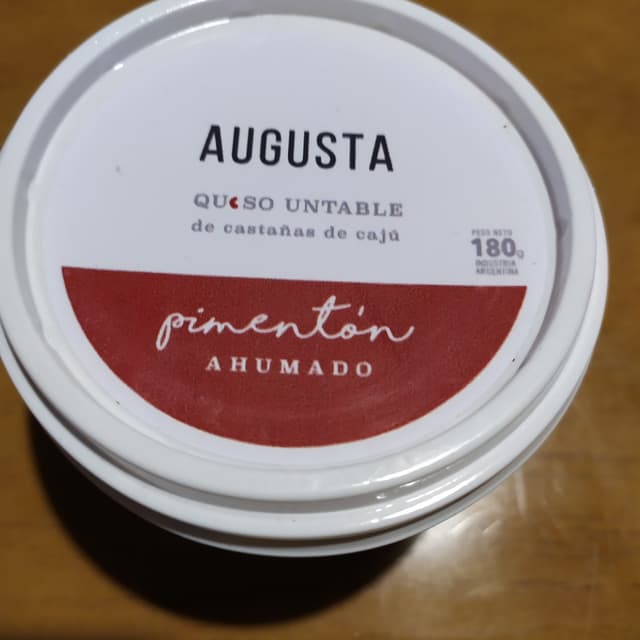 AUGUSTA
QUESO UNTABLE
de castañas de cajú
PESO NETO
180g
INDUSTRIA
ARGENTINA
pimentón
AHUMADO